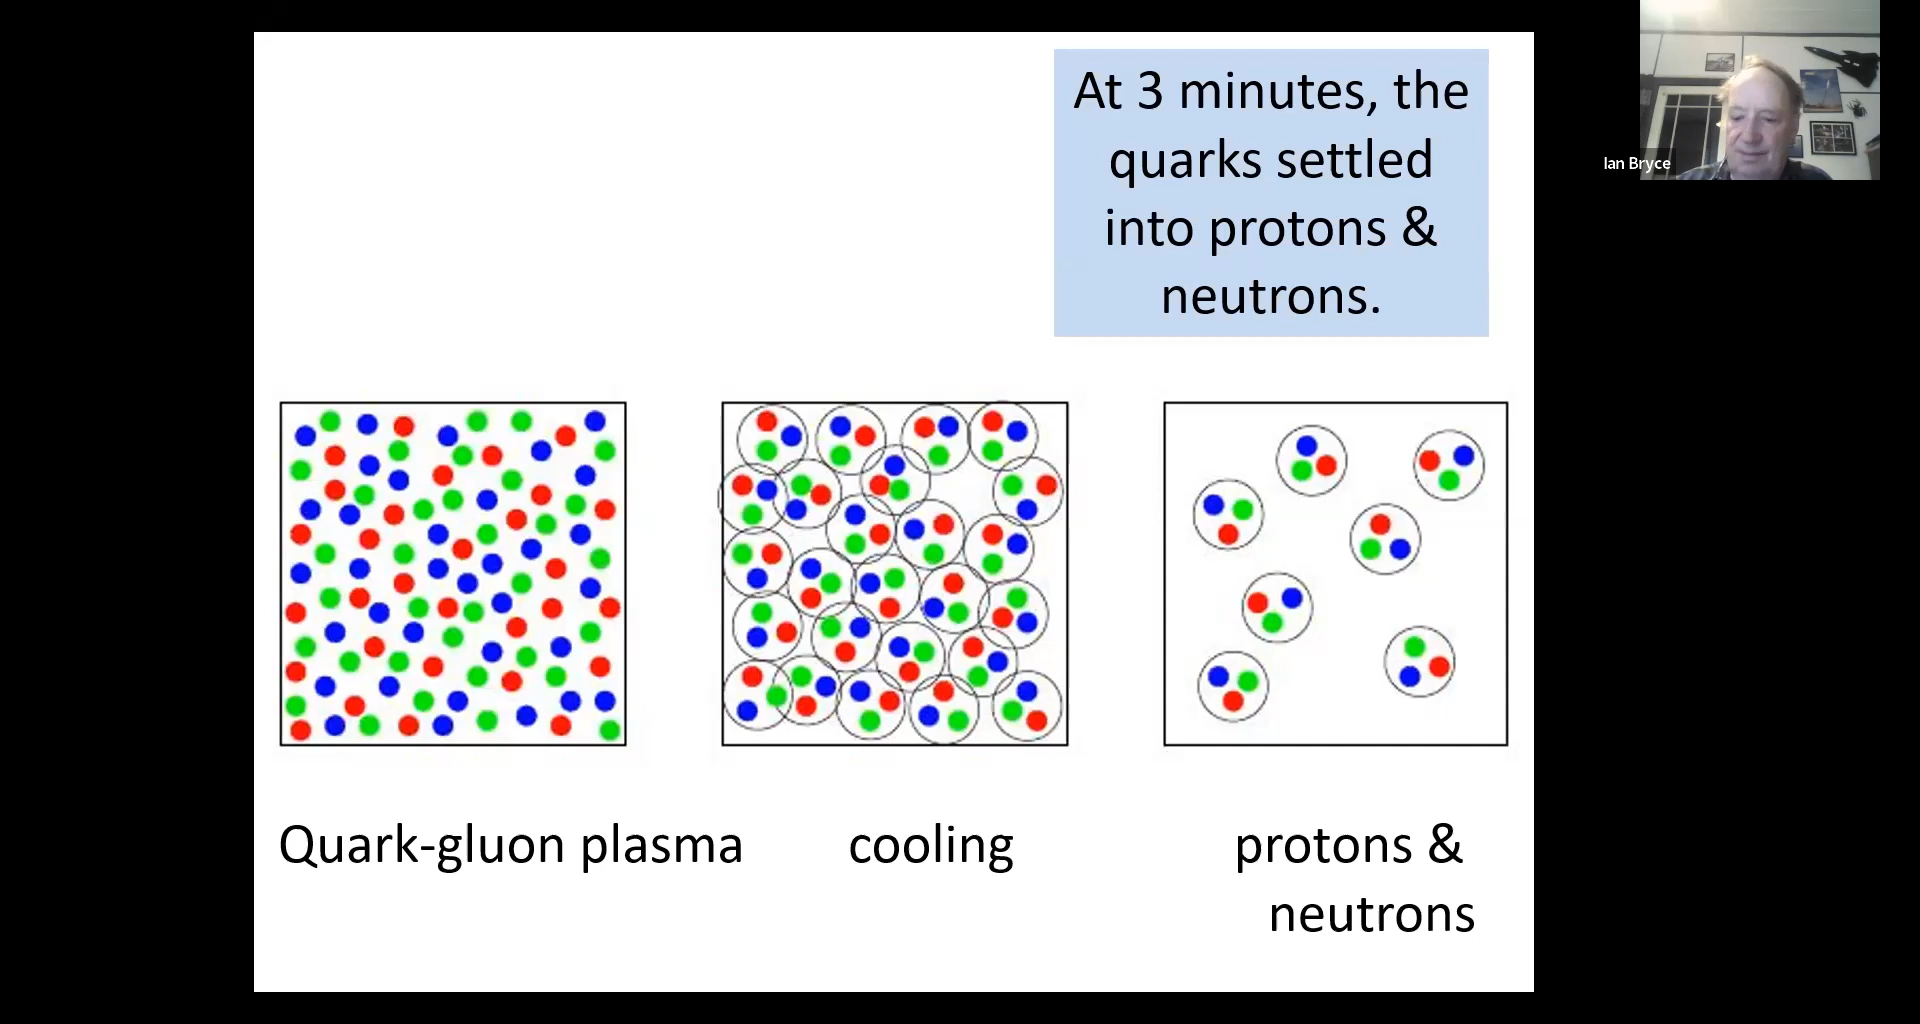 At 3 minutes, the
quarks settled
into protons &
neutrons.
Ian Bryce
Quark-gluon plasma
cooling
protons &
neutrons